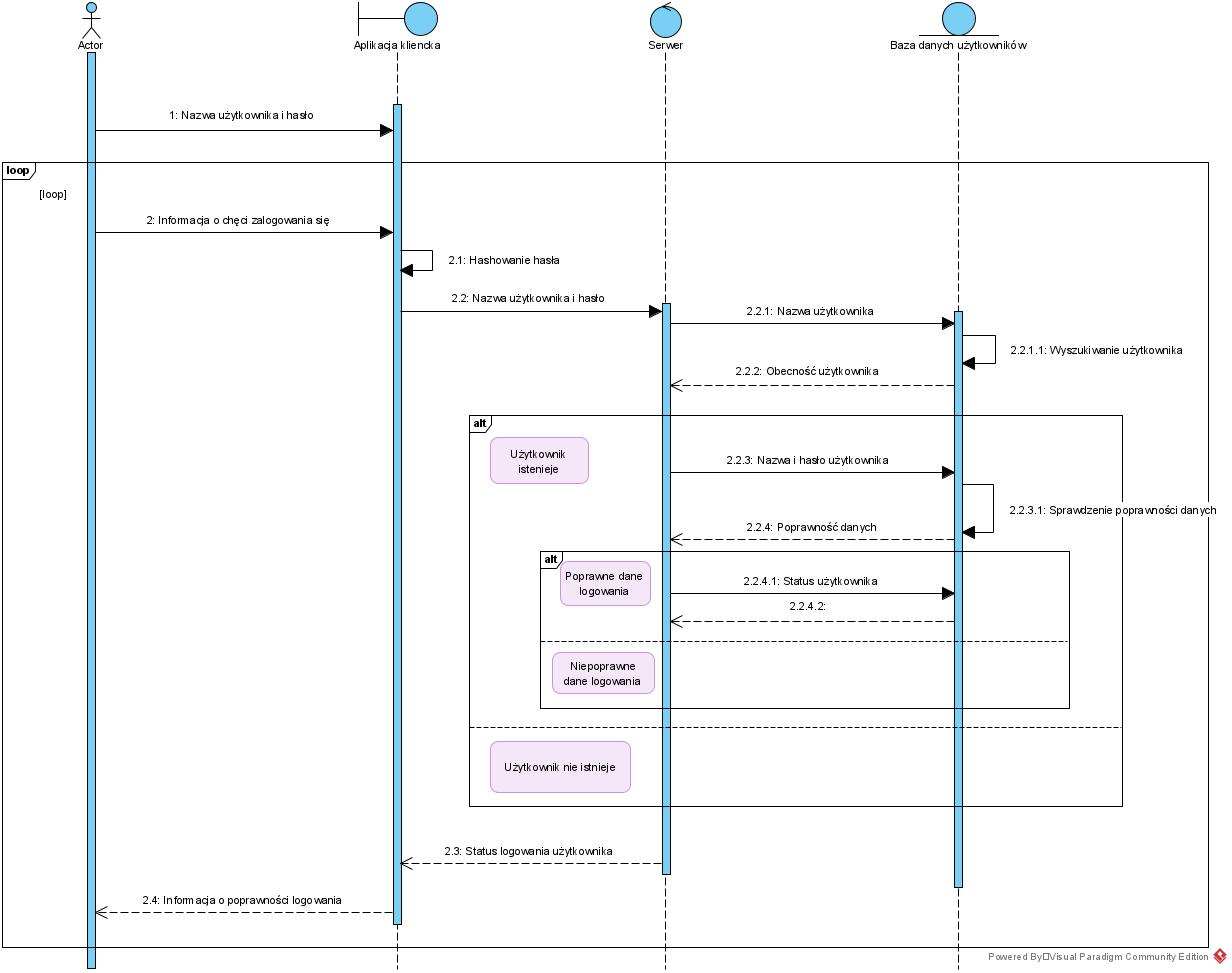 Actor
Aplikacja kliencka
Serwer
Baza danych użytkowników
1: Nazwa użytkownika i hasło
loop
[loop]
2: Informacja o chęci zalogowania się
2.1: Hashowanie hasła
2.2: Nazwa użytkownika i hasło
2.2.1: Nazwa użytkownika
2.2.1.1: Wyszukiwanie użytkownika
2.2.2: Obecność użytkownika
alt
Użytkownik
istenieje
2.2.3: Nazwa i hasło użytkownika
2.2.3.1: Sprawdzenie poprawności danych
2.2.4: Poprawność danych
alt
Poprawne dane
logowania
2.2.4.1: Status użytkownika
2.2.4.2:
Niepoprawne
dane logowania
Użytkownik nie istnieje
2.3: Status logowania użytkownika
2.4: Informacja o poprawności logowania
Powered By Visual Paradigm Community Edition